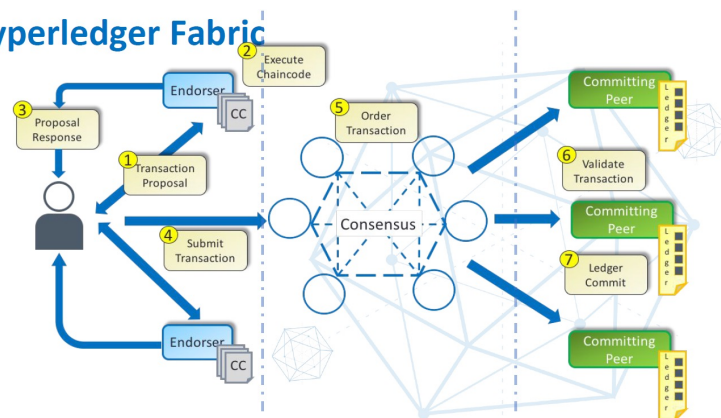 yperledger Fabric
2
Execute
Chaincode
Endorser
CC
3
Proposal
Response
1
Transaction
Proposal
4
Submit
Transaction
Endorser
CC
5
Order
Transaction
Consensus
Committing
Peer
Ledger
6
Validate
Transaction
Committing
Peer
Ledger
7
Ledger
Commit
Committing
Peer
Ledger